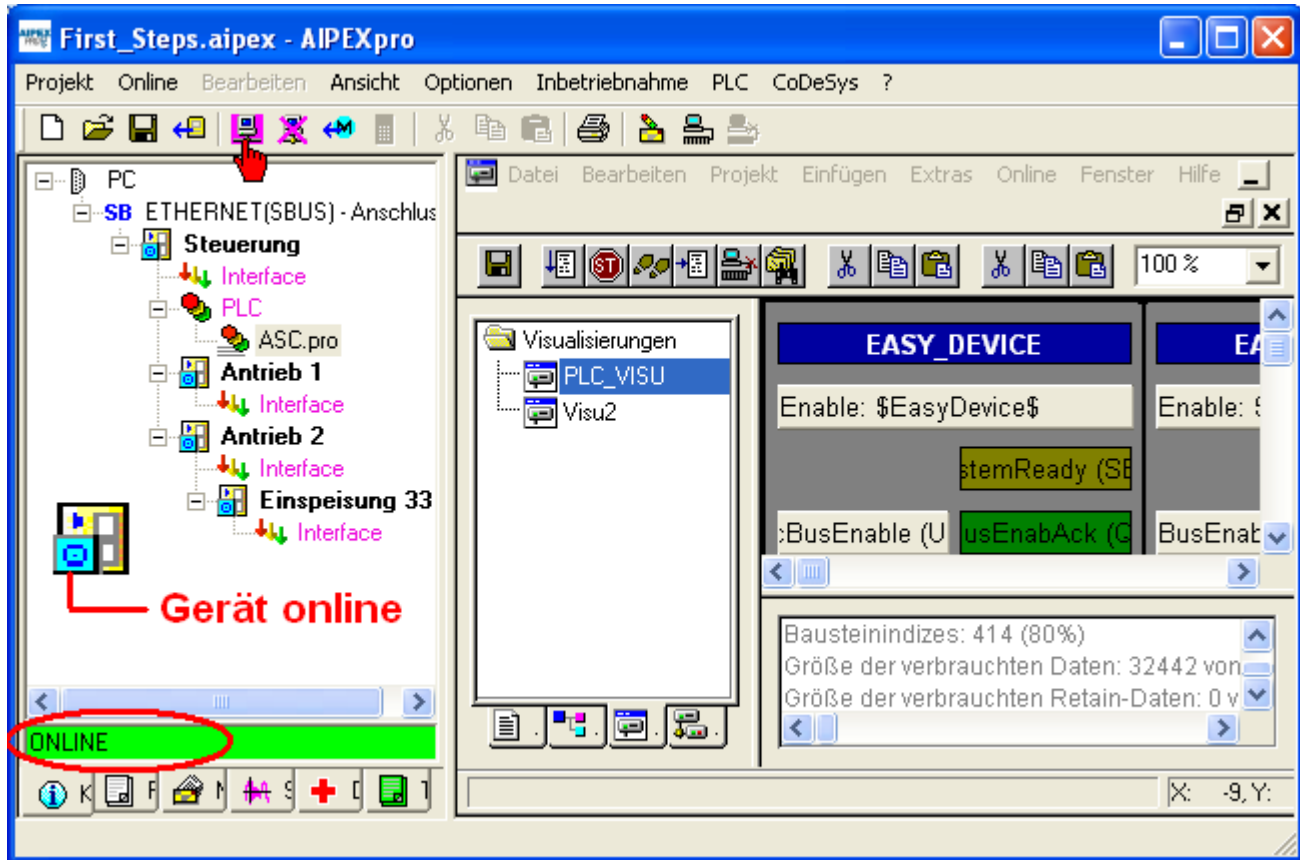 First_Steps.aipex - AIPEXpro
Projekt Online Bearbeiten Ansicht Optionen Inbetriebnahme PLC CoDeSys ?
PC
SB ETHERNET(SBUS) - Anschlus
Steuerung
Interface
PLC
ASC.pro
Antrieb 1
Interface
Antrieb 2
Interface
Einspeisung 33
Interface
Gerät online
ONLINE
K F N S D T
Datei Bearbeiten Projekt Einfügen Extras Online Fenster Hilfe
ST
100 %
Visualisierungen
PLC_VISU
Visu2
EASY_DEVICE
Enable: $EasyDevice$
stemReady (SE
:BusEnable (U
usEnabAck (Q
EA
Enable:
BusEnab
Bausteinindizes: 414 (80%)
Größe der verbrauchten Daten: 32442 von
Größe der verbrauchten Retain-Daten: 0 v
X: -9, Y: